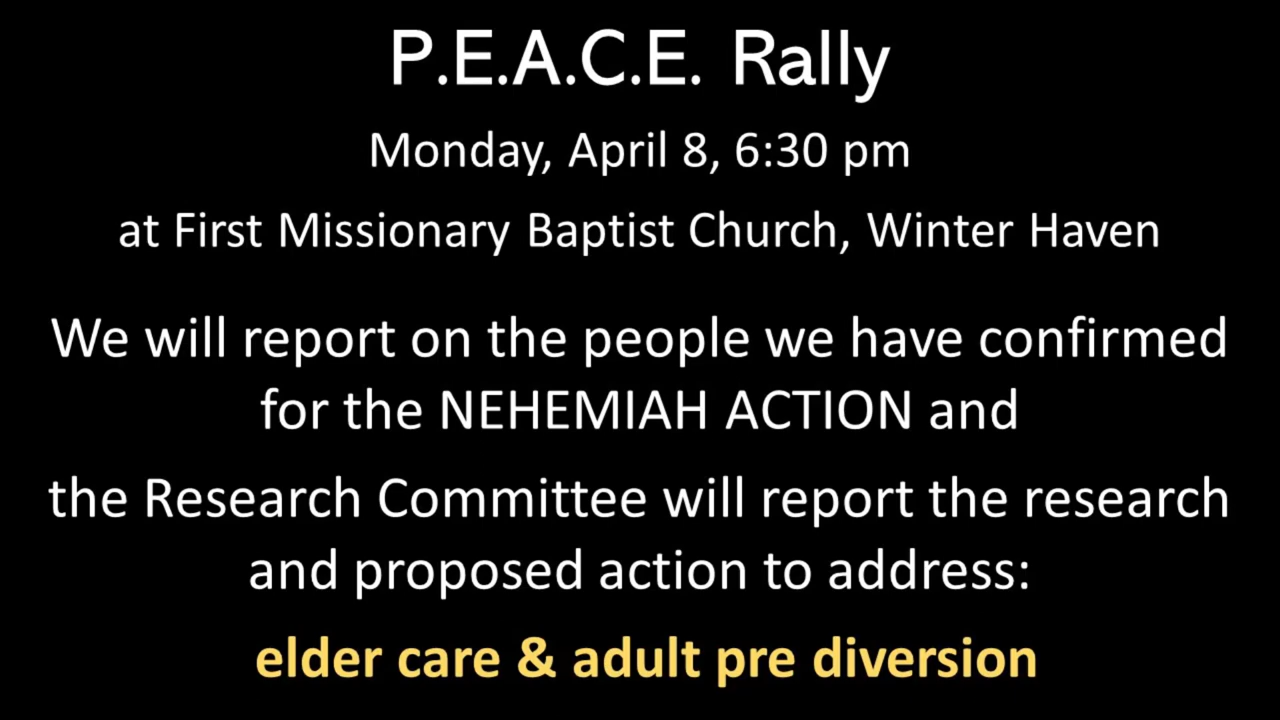 P.E.A.C.E. Rally
Monday, April 8, 6:30 pm
at First Missionary Baptist Church, Winter Haven
We will report on the people we have confirmed
for the NEHEMIAH ACTION and
the Research Committee will report the research
and proposed action to address:
elder care & adult pre diversion